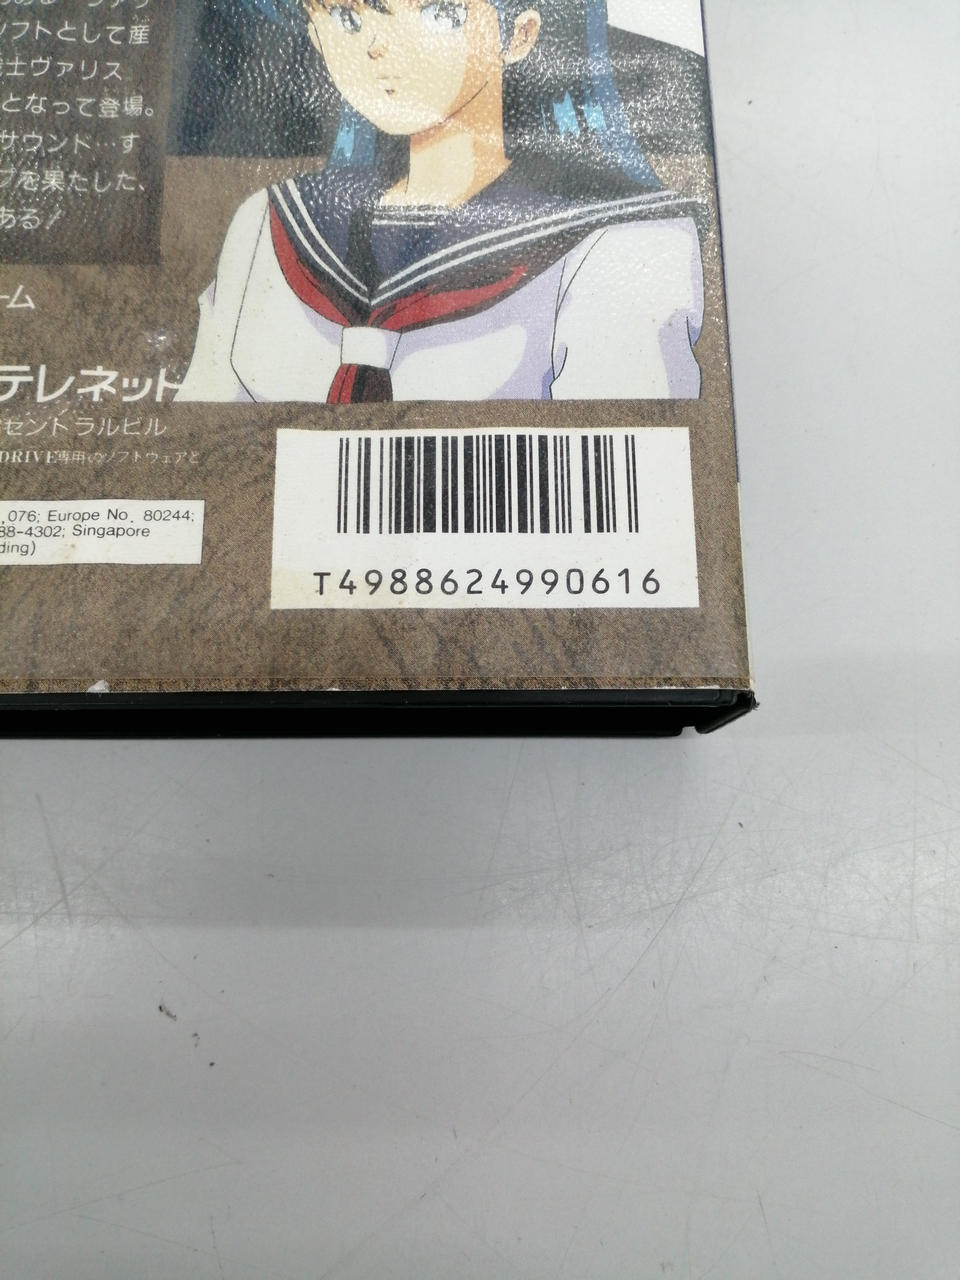 ソフトとして産
士ヴァリス
となって登場。
サウンド…す
を果たした、
ある!
ーム
テレネット
セントラルビル
DRIVE専用のソフトウェアと
,076; Europe No. 80244;
88-4302; Singapore
ding)
T4988624990616